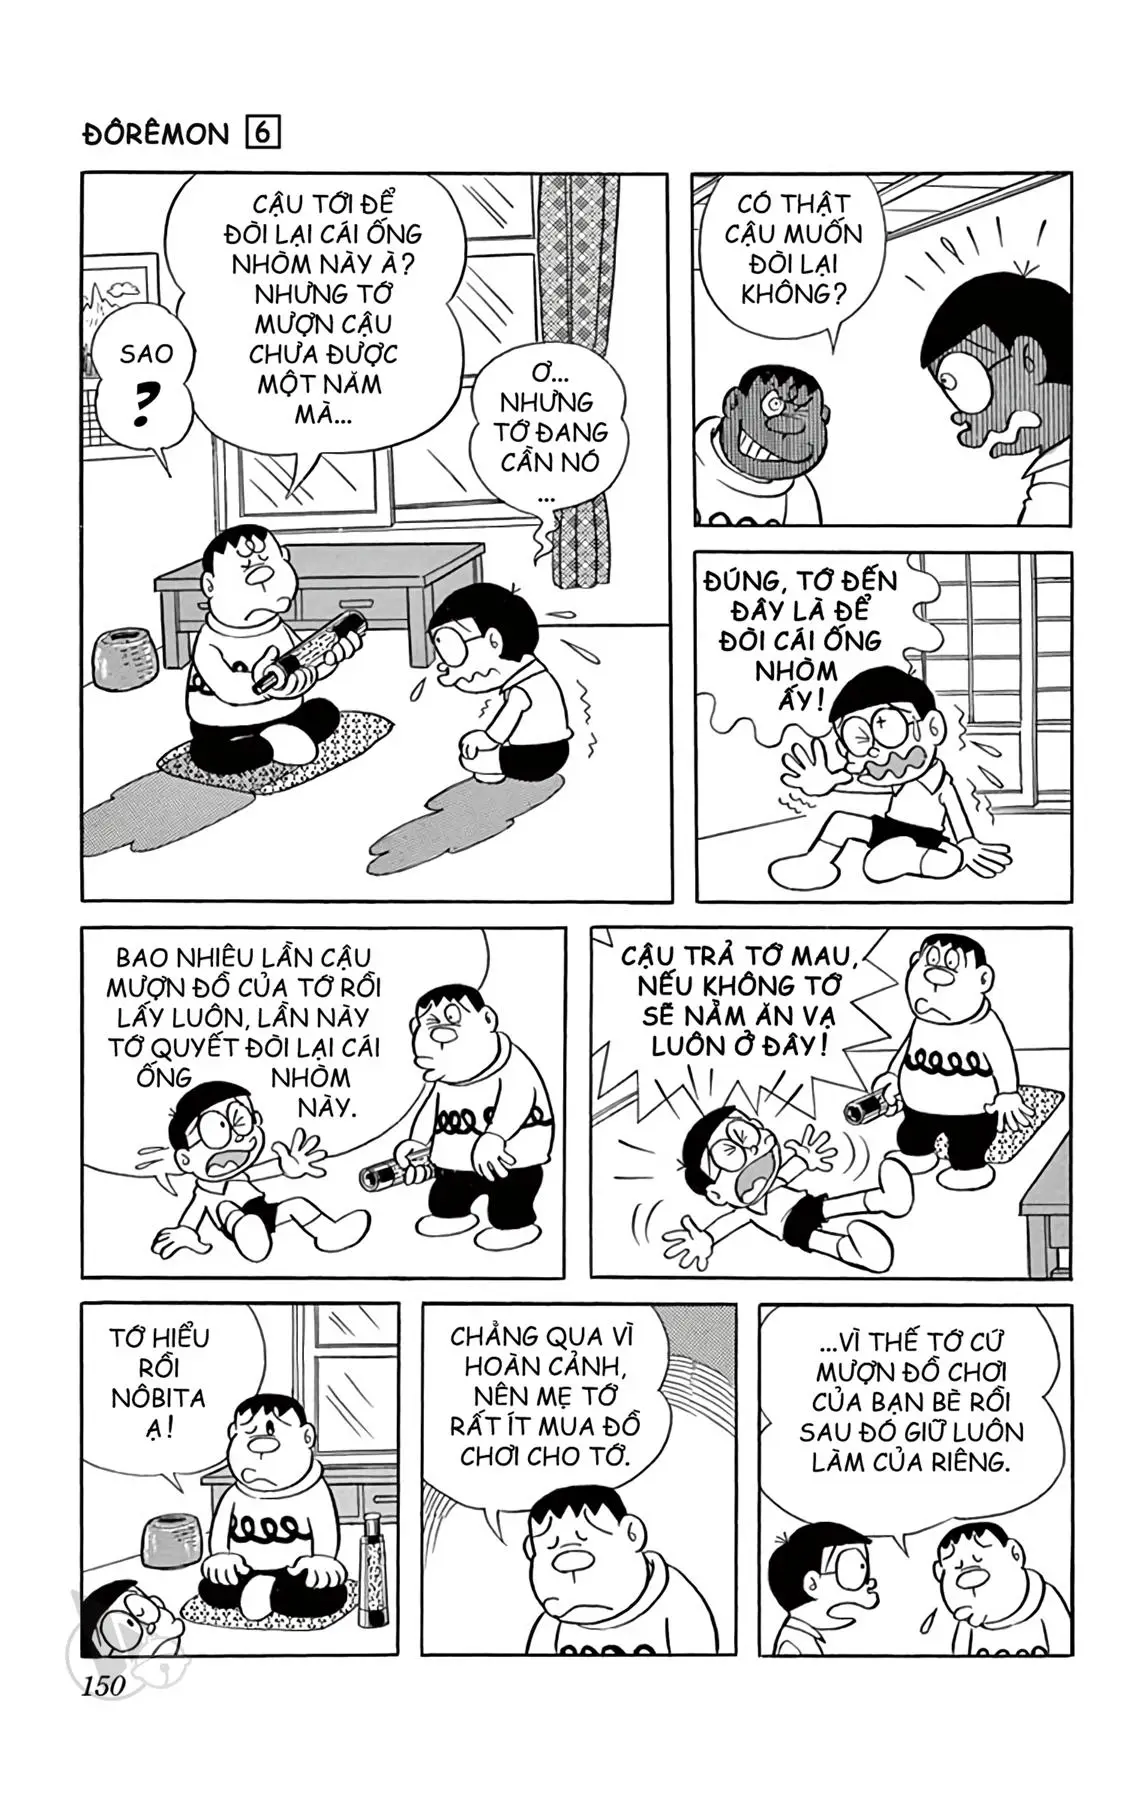 ĐÔRÊMON 6
CẬU TỚI ĐỂ
ĐÒI LẠI CÁI ỐNG
NHÒM NÀY À?
NHƯNG TỚ
MƯỢN CẬU
CHƯA ĐƯỢC
MỘT NĂM
MÀ...
SAO
?
Ơ...
NHƯNG
TỚ ĐANG
CẦN NÓ
...
CÓ THẬT
CẬU MUỐN
ĐÒI LẠI
KHÔNG?
ĐÚNG, TỚ ĐẾN
ĐÂY LÀ ĐỂ
ĐÒI CÁI ỐNG
NHÒM
ẤY!
BAO NHIÊU LẦN CẬU
MƯỢN ĐỒ CỦA TỚ RỒI
LẤY LUÔN, LẦN NÀY
TỚ QUYẾT ĐÒI LẠI CÁI
ỐNG NHÒM
NÀY.
CẬU TRẢ TỚ MAU,
NẾU KHÔNG TỚ
SẼ NẰM ĂN VẠ
LUÔN Ở ĐÂY!
TỚ HIỂU
RỒI
NÔBITA
Ạ!
CHẲNG QUA VÌ
HOÀN CẢNH,
NÊN MẸ TỚ
RẤT ÍT MUA ĐỒ
CHƠI CHO TỚ.
...VÌ THẾ TỚ CỨ
MƯỢN ĐỒ CHƠI
CỦA BẠN BÈ RỒI
SAU ĐÓ GIỮ LUÔN
LÀM CỦA RIÊNG.
150